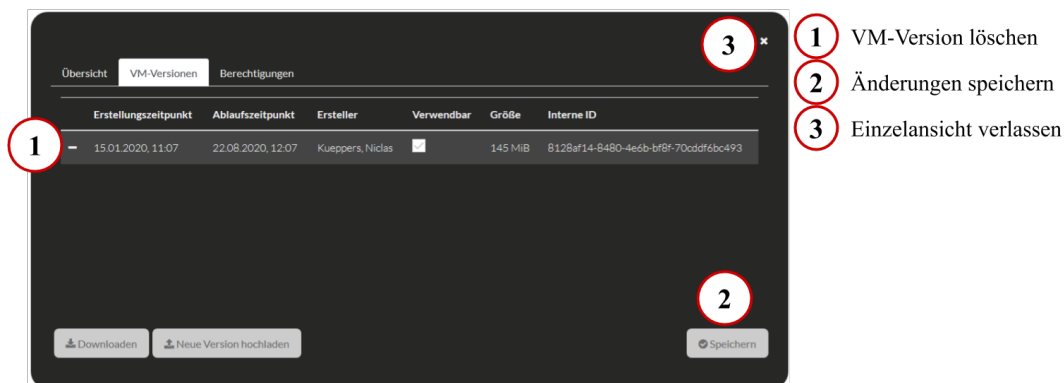 3 ✖ 1 VM-Version löschen
Übersicht VM-Versionen Berechtigungen 2 Änderungen speichern
Erstellungszeitpunkt Ablaufszeitpunkt Ersteller Verwendbar Größe Interne ID 3 Einzelansicht verlassen
1 – 15.01.2020, 11:07 22.08.2020, 12:07 Kueppers, Niclas 145 MiB 8128af14-8480-4e6b-bf8f-70cddf6bc493
2
Downloaden Neue Version hochladen Speichern